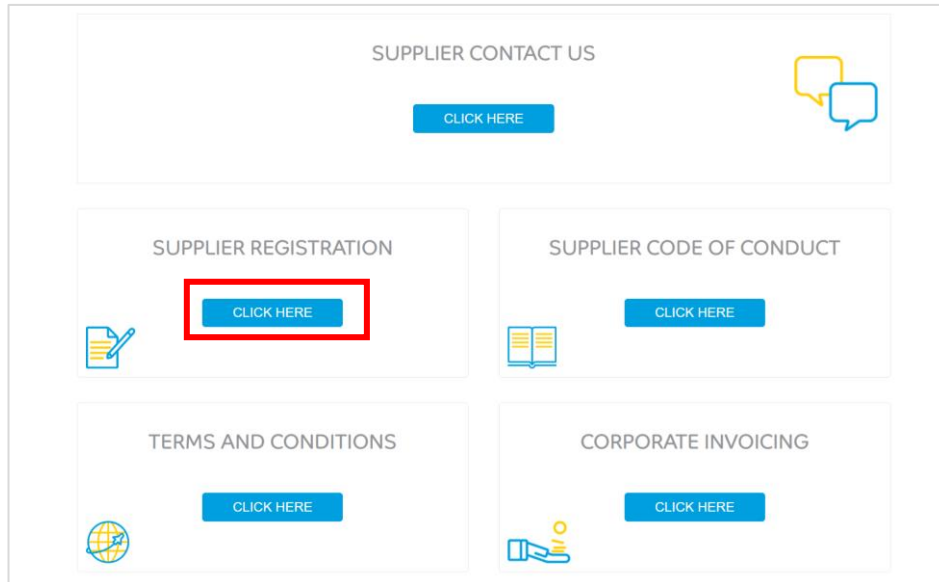 SUPPLIER CONTACT US
CLICK HERE
SUPPLIER REGISTRATION
CLICK HERE
SUPPLIER CODE OF CONDUCT
CLICK HERE
TERMS AND CONDITIONS
CLICK HERE
CORPORATE INVOICING
CLICK HERE